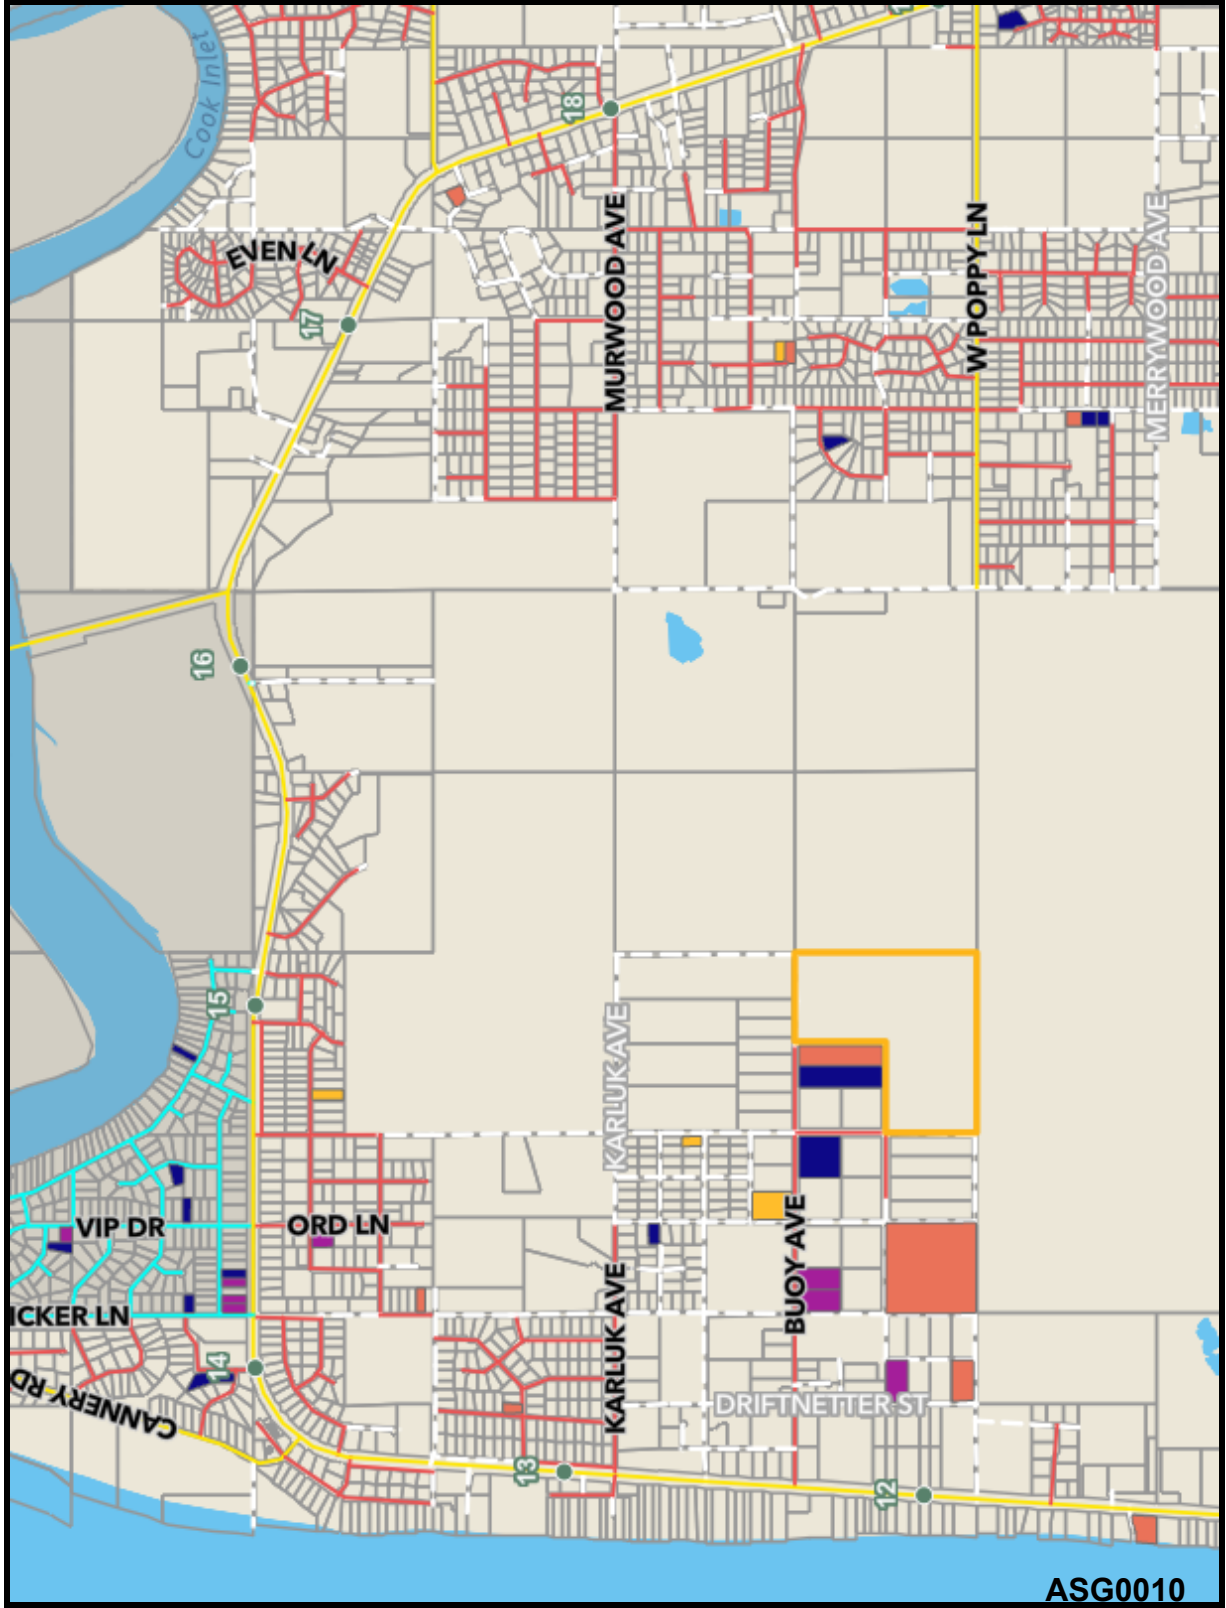 Cook Inlet
18
EVEN LN
17
MURWOOD AVE
W POPPY LN
MERRYWOOD AVE
16
15
KARLUK AVE
VIP DR
ORD LN
BUOY AVE
ICKER LN
KARLUK AVE
14
CANNERY RD
DRIFTNETTER ST
13
12
ASG0010